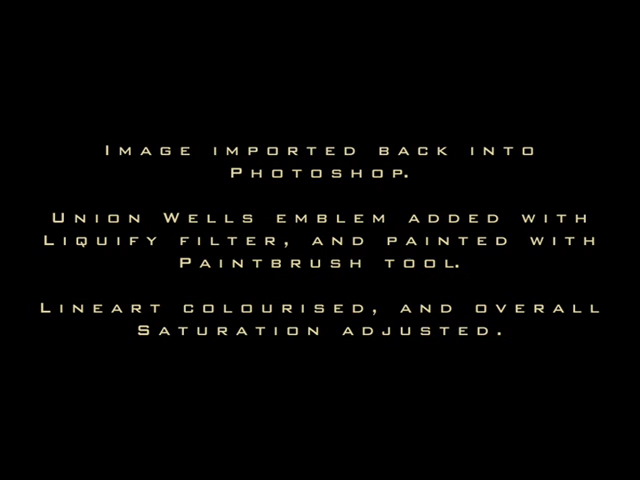 Image imported back into
Photoshop.
Union Wells emblem added with
Liquify filter, and painted with
Paintbrush tool.
Lineart colourised, and overall
Saturation adjusted.